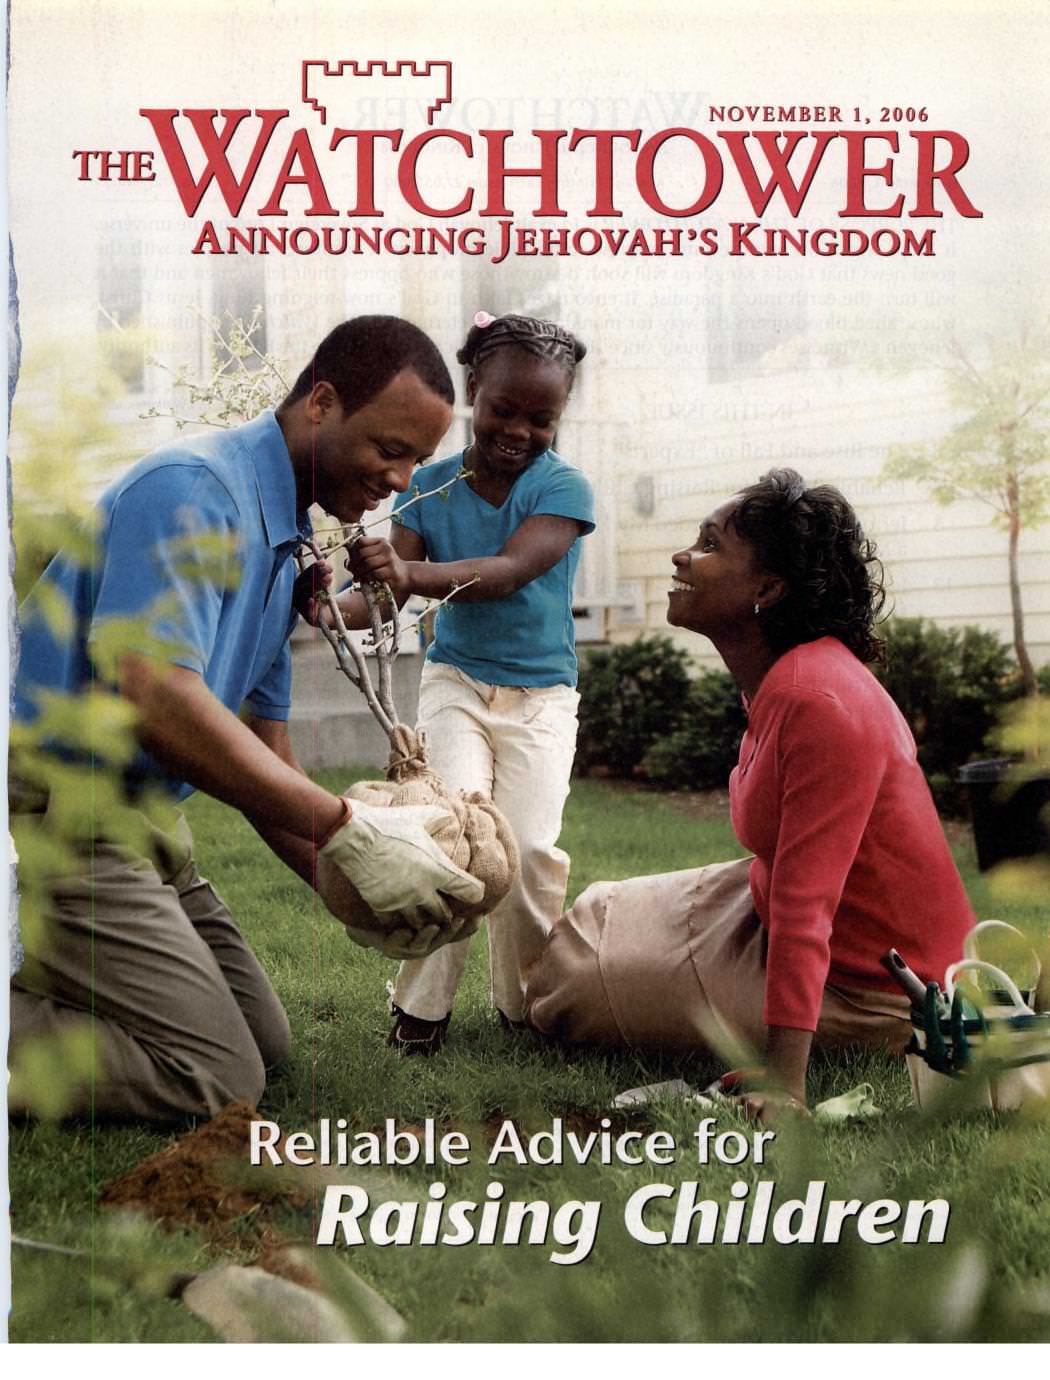 NOVEMBER 1, 2006
THE WATCHTOWER
ANNOUNCING JEHOVAH'S KINGDOM
Reliable Advice for
Raising Children